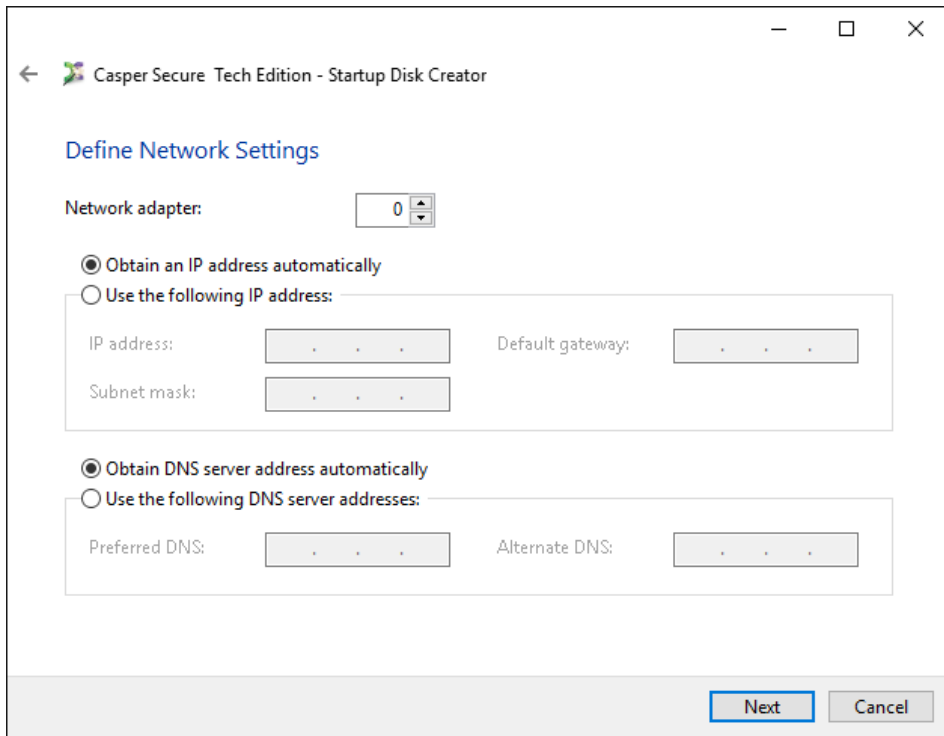 Casper Secure  Tech Edition - Startup Disk Creator
Define Network Settings
Network adapter: 0
Obtain an IP address automatically
Use the following IP address:
IP address: . . . Default gateway: . . .
Subnet mask: . . .
Obtain DNS server address automatically
Use the following DNS server addresses:
Preferred DNS: . . . Alternate DNS: . . .
Next Cancel